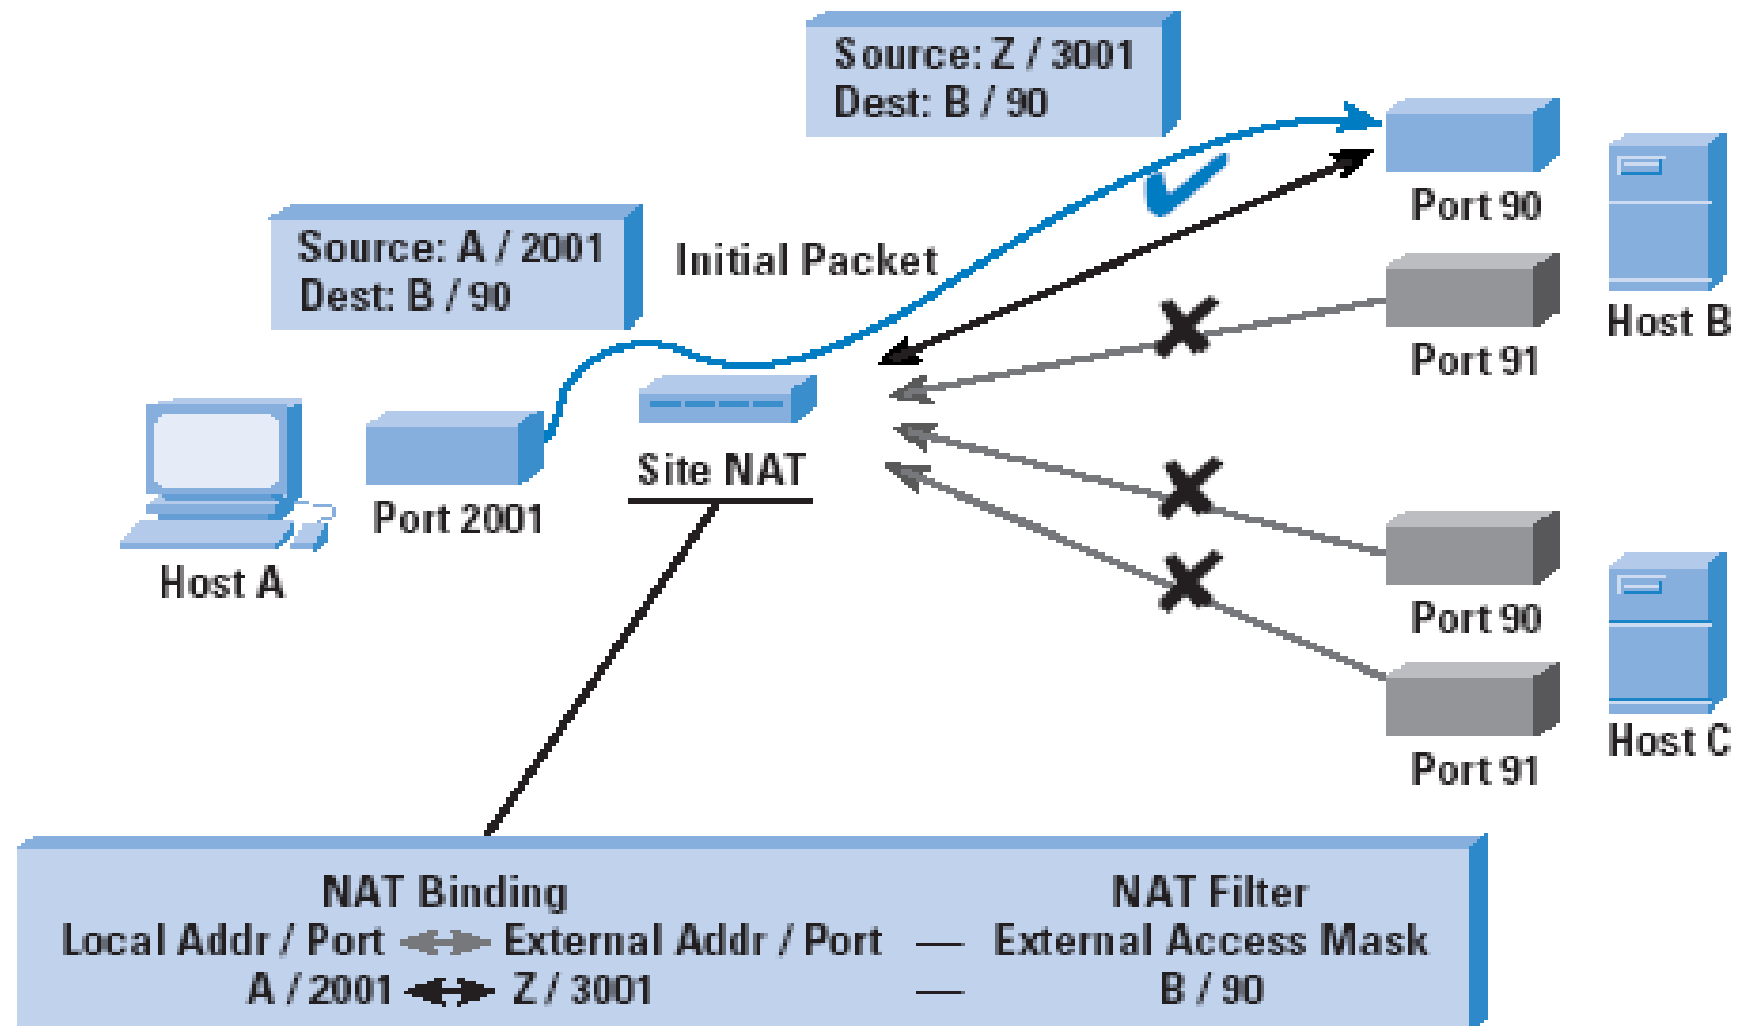 Source: Z / 3001
Dest: B / 90
Port 90
Host B
Source: A / 2001
Dest: B / 90
Initial Packet
Port 91
Site NAT
Port 2001
Host A
Port 90
Host C
Port 91
NAT Binding NAT Filter
Local Addr / Port External Addr / Port — External Access Mask
A / 2001 Z / 3001 — B / 90